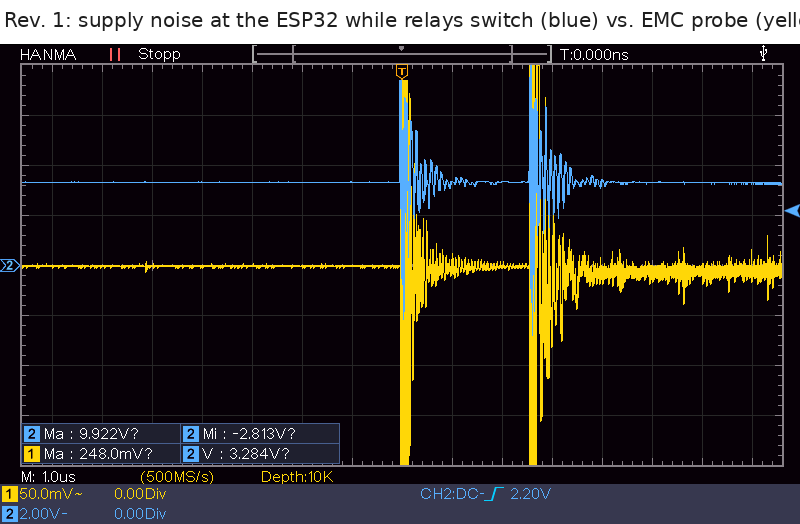 Rev. 1: supply noise at the ESP32 while relays switch (blue) vs. EMC probe
HANMA Stopp T:0.000ns
T
2
2 Ma : 9.922V? 2 Mi : -2.813V?
1 Ma : 248.0mV? 2 V : 3.284V?
M: 1.0us (500MS/s) Depth:10K
1 50.0mV~ 0.00Div CH2:DC- 2.20V
2 2.00V- 0.00Div